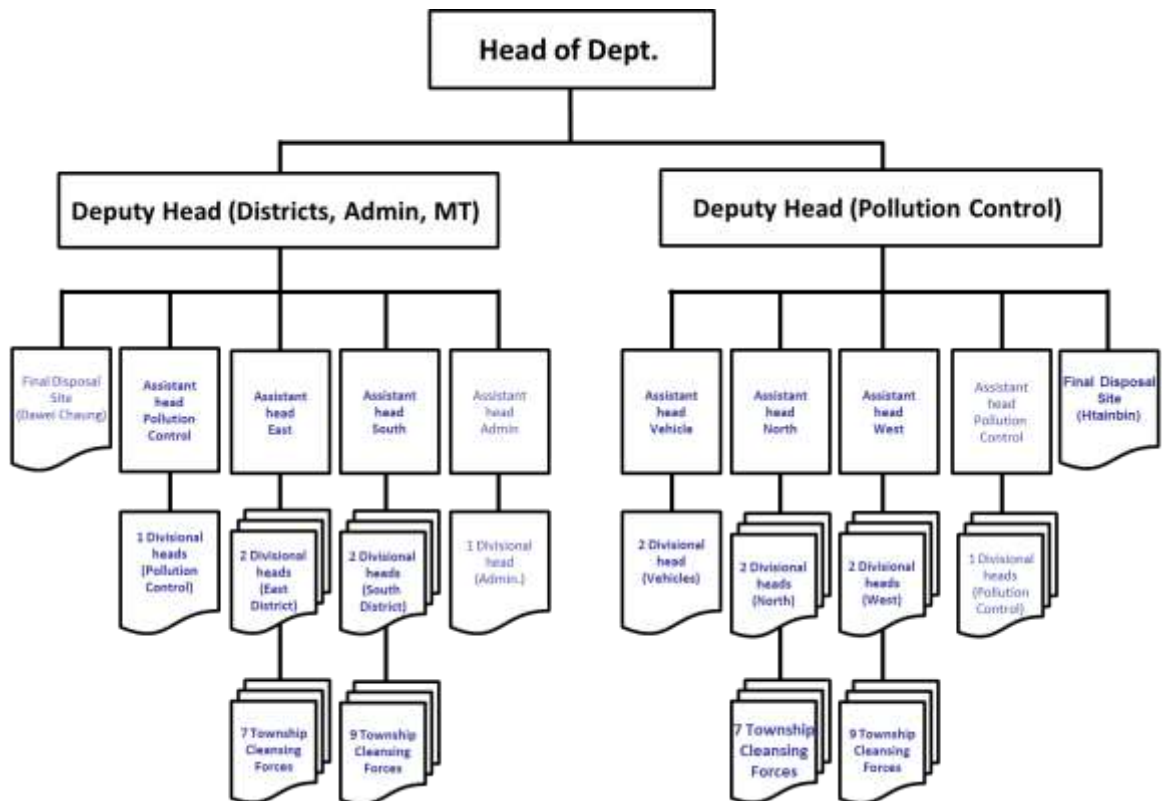 Head of Dept.
Deputy Head (Districts, Admin, MT)
Deputy Head (Pollution Control)
Final Disposal
Site
(Dawei Chaung)
Assistant
head
Pollution
Control
Assistant
head
East
Assistant
head
South
Assistant
head
Admin
Assistant
head
Vehicle
Assistant
head
North
Assistant
head
West
Assistant
head
Pollution
Control
Final Disposal
Site
(Htainbin)
1 Divisional
heads
(Pollution
Control)
2 Divisional
heads
(East
District)
2 Divisional
heads
(South
District)
1 Divisional
head
(Admin.)
2 Divisional
head
(Vehicles)
2 Divisional
heads
(North)
2 Divisional
heads
(West)
1 Divisional
heads
(Pollution
Control)
7 Township
Cleansing
Forces
9 Township
Cleansing
Forces
7 Township
Cleansing
Forces
9 Township
Cleansing
Forces